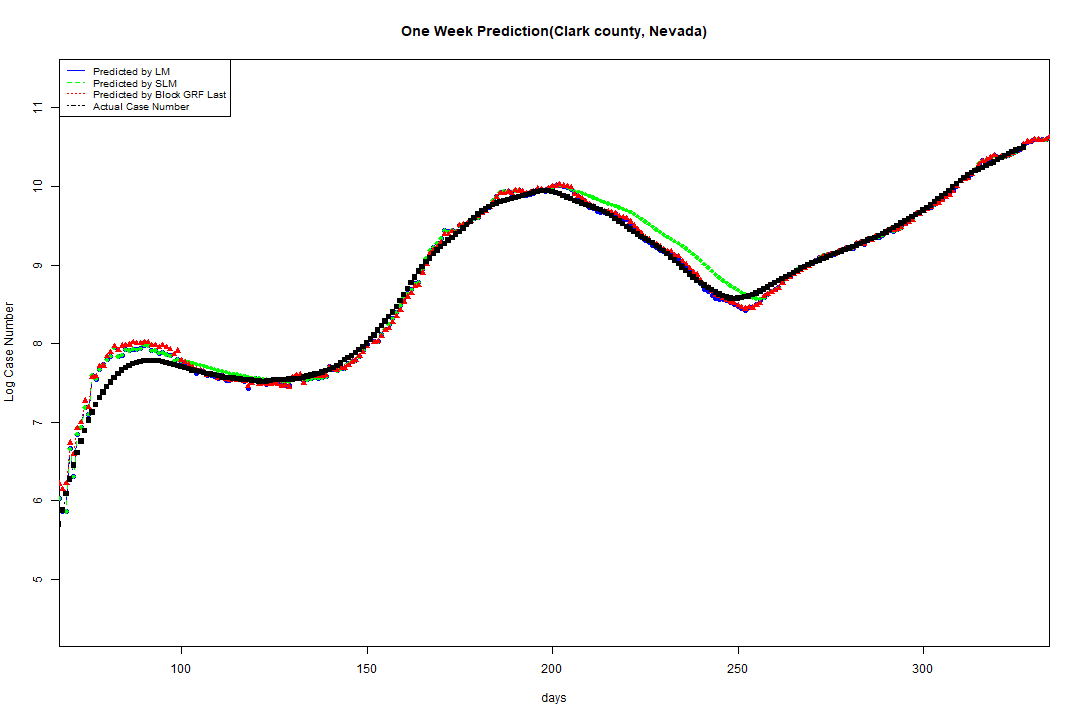 One Week Prediction(Clark county, Nevada)
Predicted by LM
Predicted by SLM
Predicted by Block GRF Last
Actual Case Number
11
10
9
8
7
6
5
Log Case Number
100 150 200 250 300
days